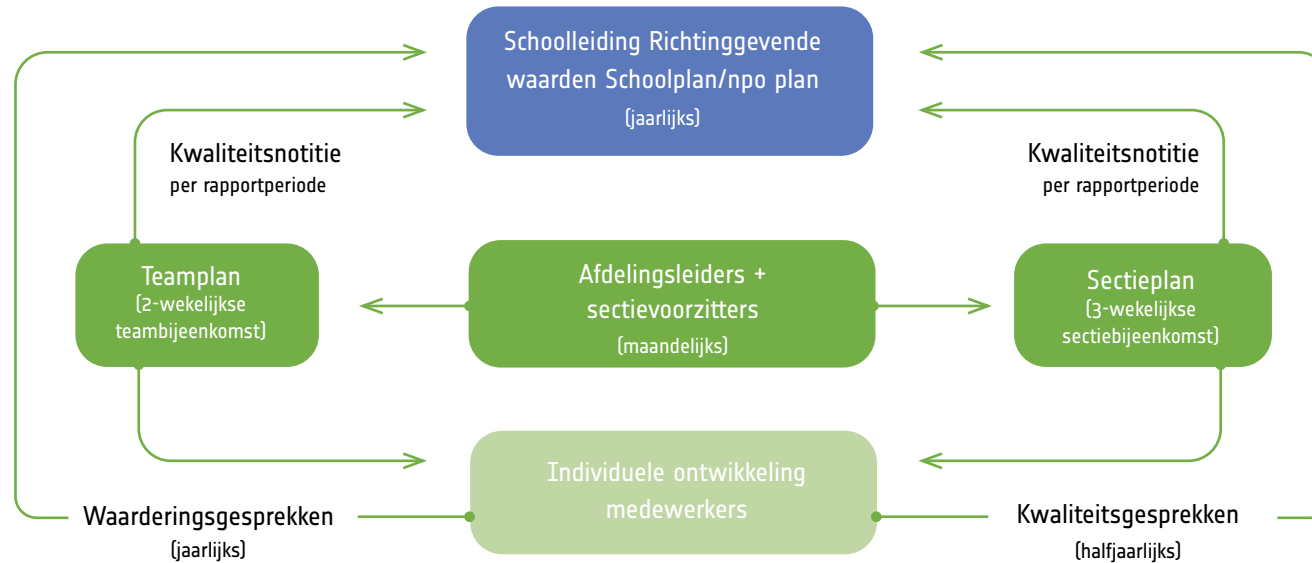 Schoolleiding Richtinggevende
waarden Schoolplan/npo plan
(jaarlijks)
Kwaliteitsnotitie
per rapportperiode
Kwaliteitsnotitie
per rapportperiode
Teamplan
(2-wekelijkse
teambijeenkomst)
Afdelingsleiders +
sectievoorzitters
(maandelijks)
Sectieplan
(3-wekelijkse
sectiebijeenkomst)
Individuele ontwikkeling
medewerkers
Waarderingsgesprekken
(jaarlijks)
Kwaliteitsgesprekken
(halfjaarlijks)